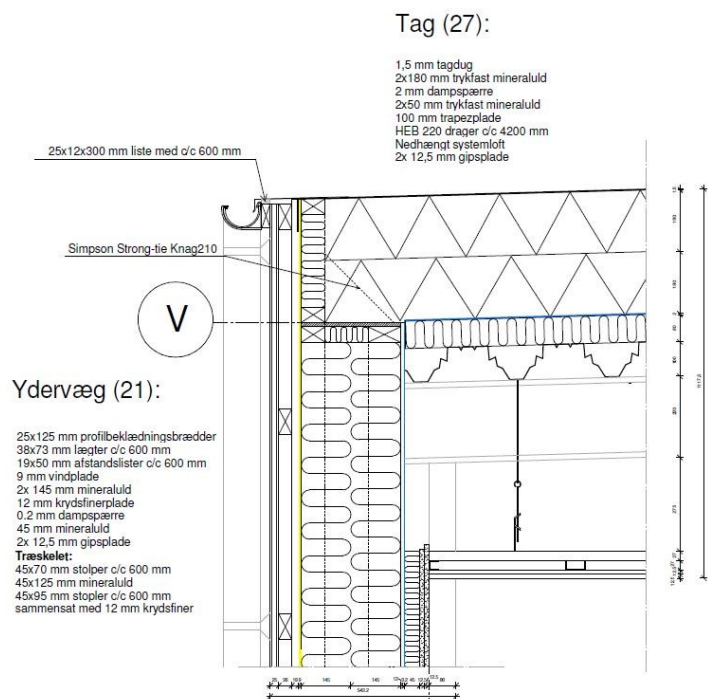 Tag (27):
1,5 mm tagdug
2x180 mm trykfast mineraluld
2 mm dampspærre
2x50 mm trykfast mineraluld
100 mm trapezplade
HEB 220 drager c/c 4200 mm
Nedhængt systemloft
2x 12,5 mm gipsplade
25x12x300 mm liste med c/c 600 mm
Simpson Strong-tie Knag210
V
Ydervæg (21):
25x125 mm profilbeklædningsbrædder
38x73 mm lægter c/c 600 mm
19x50 mm afstandslister c/c 600 mm
9 mm vindplade
2x 145 mm mineraluld
12 mm krydsfinerplade
0.2 mm dampspærre
45 mm mineraluld
2x 12,5 mm gipsplade
Træskelet:
45x70 mm stolper c/c 600 mm
45x125 mm mineraluld
45x95 mm stopler c/c 600 mm
sammensat med 12 mm krydsfiner